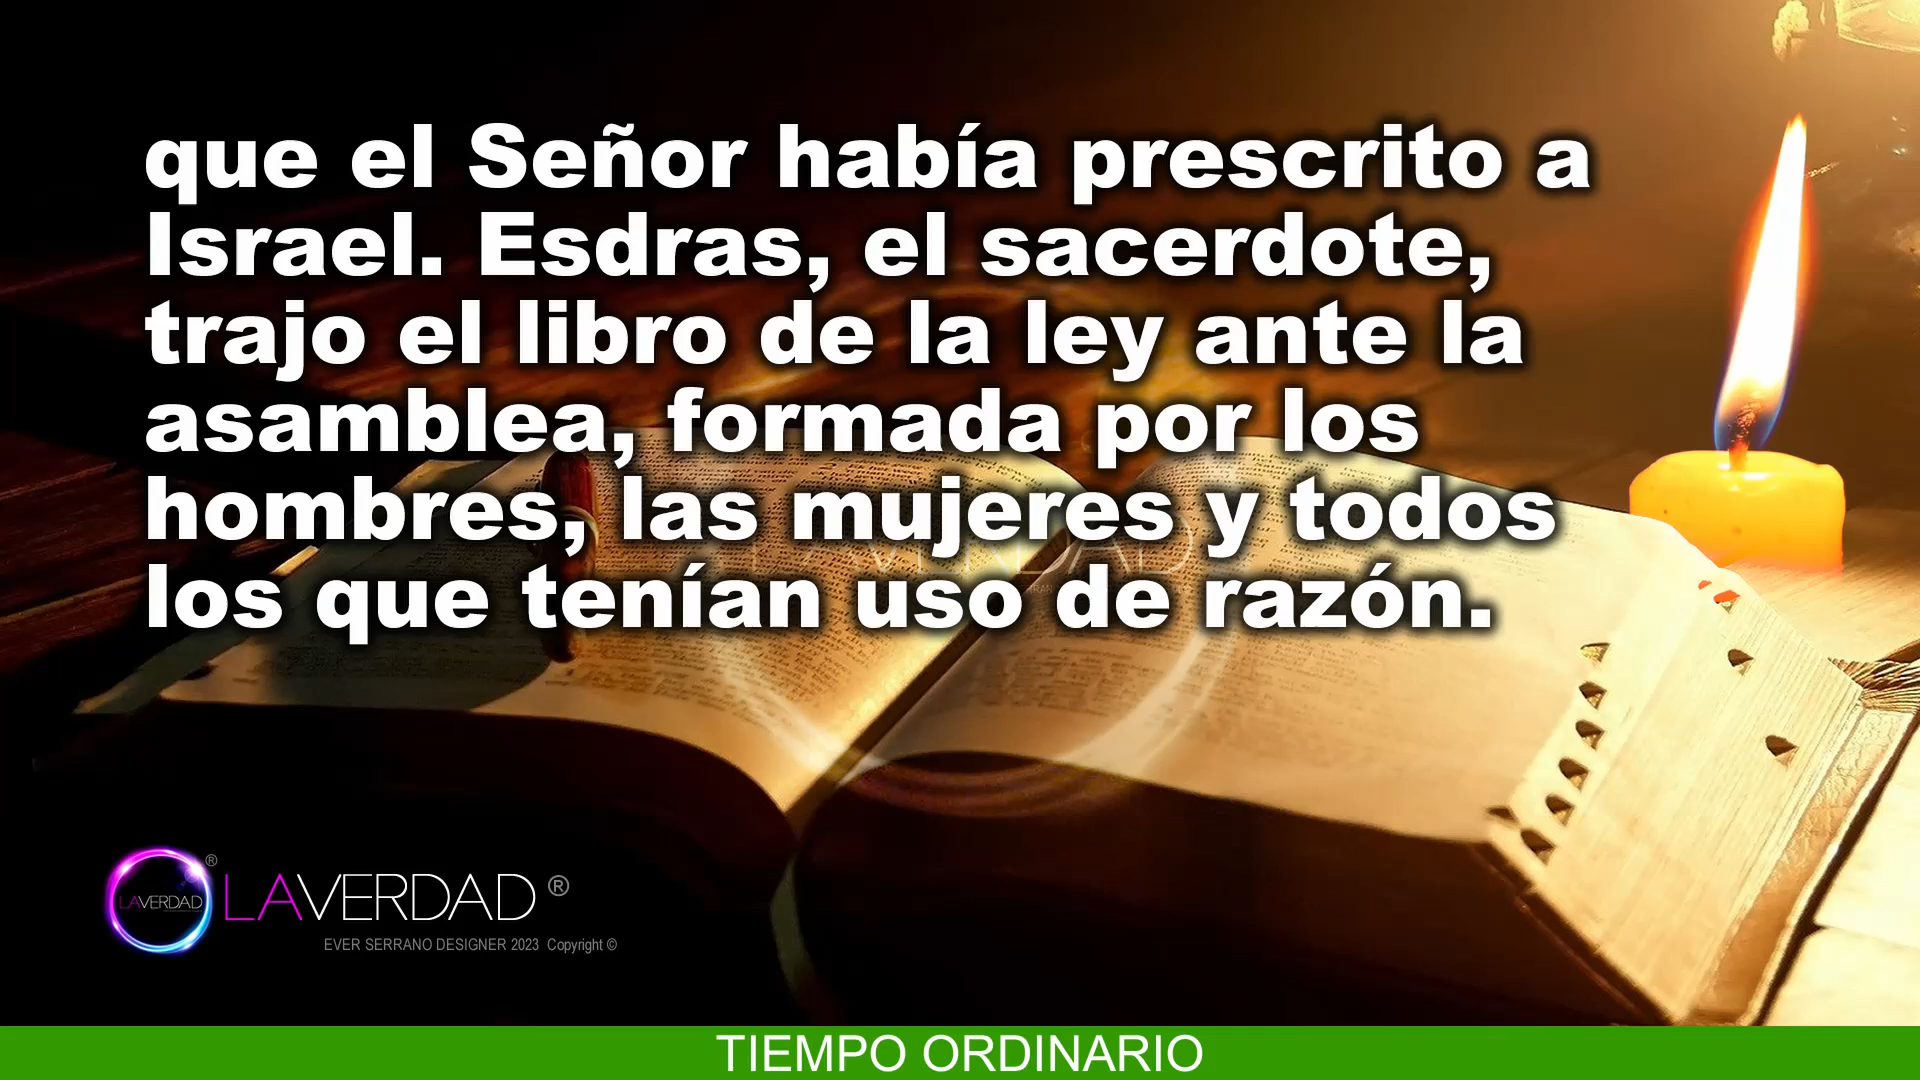 que el Señor había prescrito a
Israel. Esdras, el sacerdote,
trajo el libro de la ley ante la
asamblea, formada por los
hombres, las mujeres y todos
los que tenían uso de razón.
LAVERDAD ®
LAVERDAD ®
EVER SERRANO DESIGNER 2023 Copyright ©
TIEMPO ORDINARIO